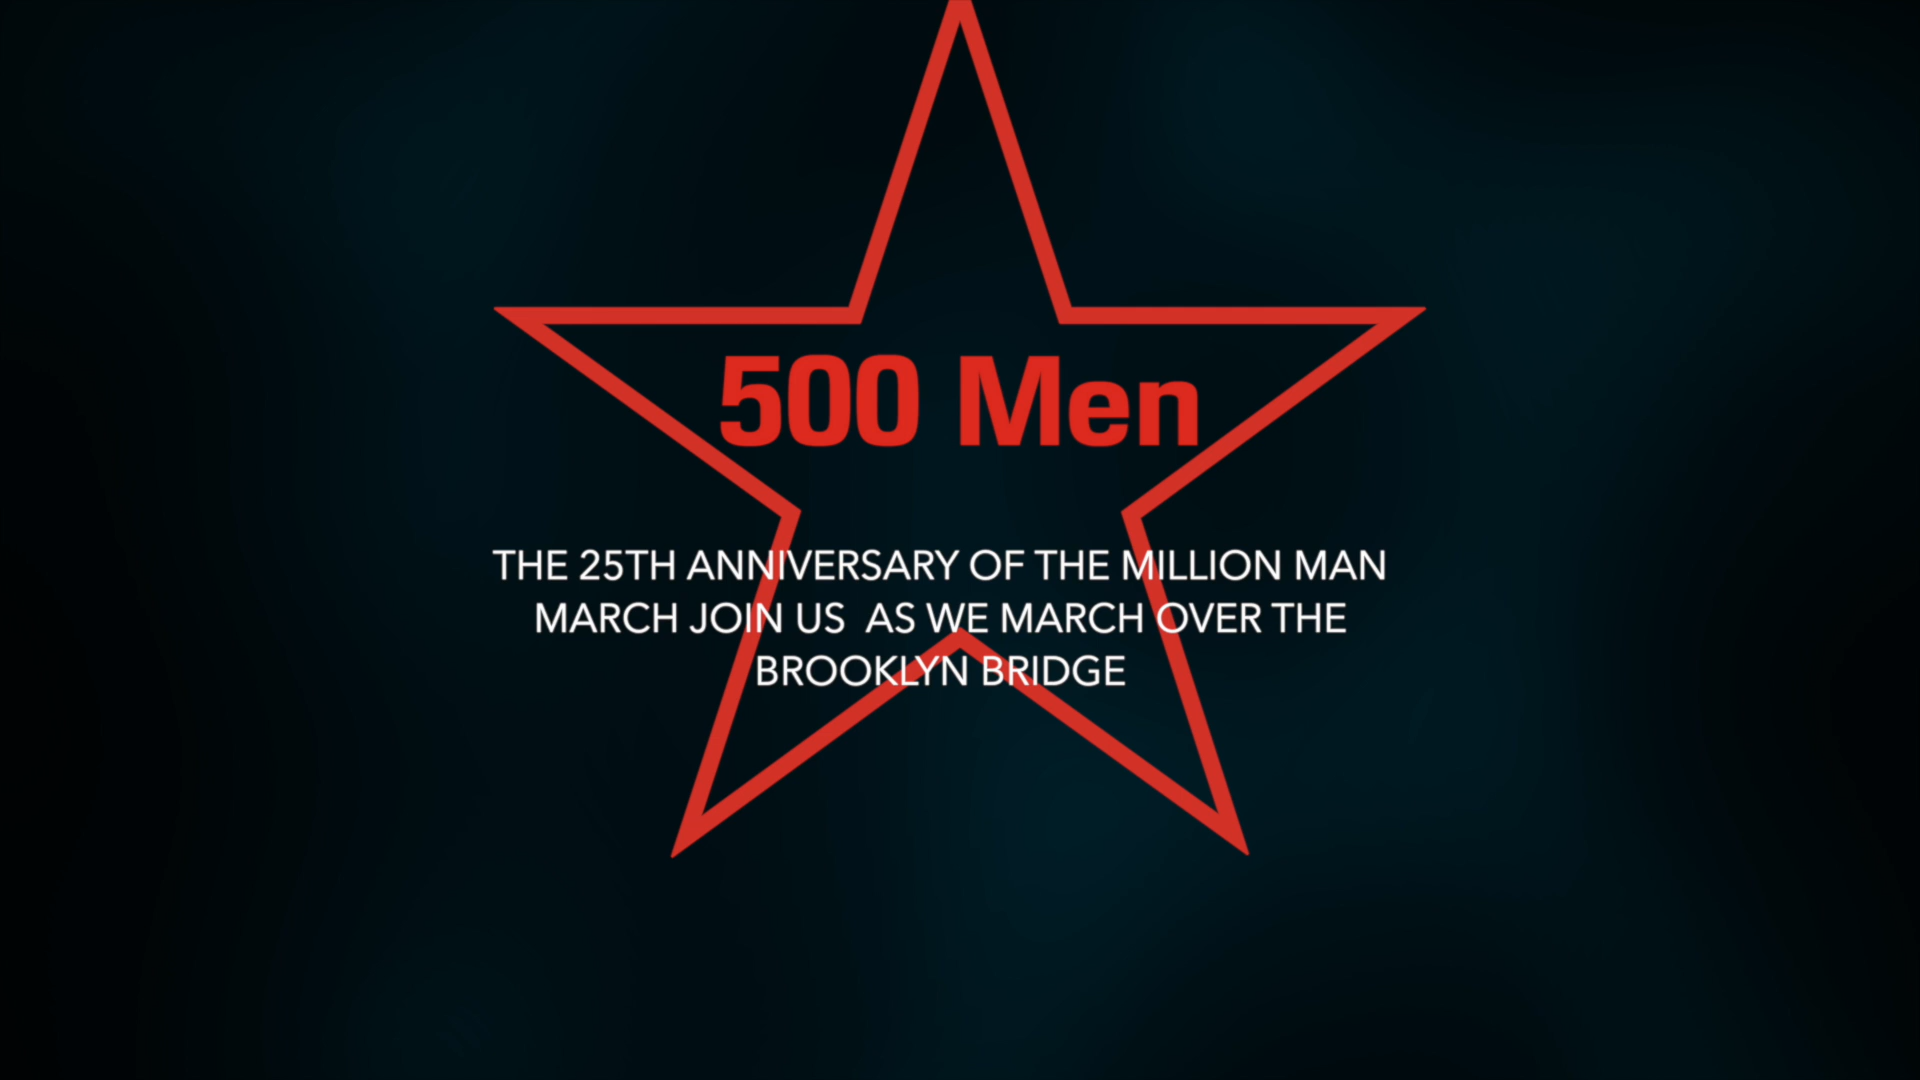 500 Men
THE 25TH ANNIVERSARY OF THE MILLION MAN
MARCH JOIN US  AS WE MARCH OVER THE
BROOKLYN BRIDGE